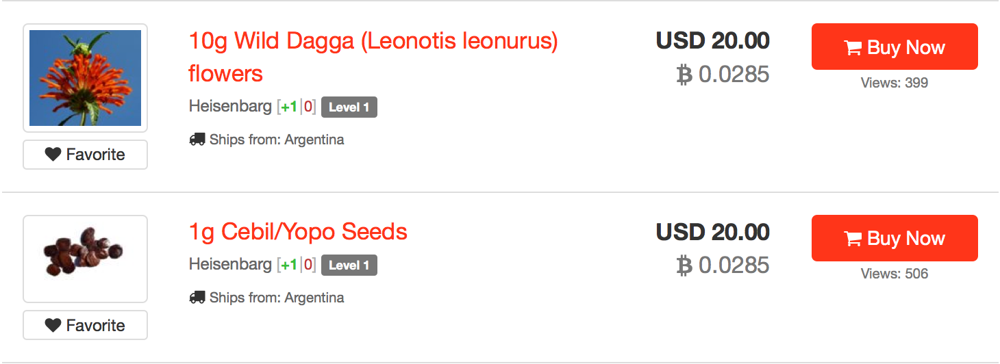 10g Wild Dagga (Leonotis leonurus)
flowers
Heisenbarg [+1|0] Level 1
Ships from: Argentina
Favorite
USD 20.00
฿ 0.0285
Buy Now
Views: 399
1g Cebil/Yopo Seeds
Heisenbarg [+1|0] Level 1
Ships from: Argentina
Favorite
USD 20.00
฿ 0.0285
Buy Now
Views: 506